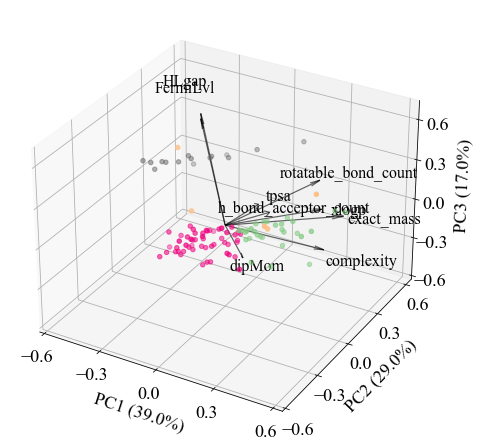 HLgap
FermiLvl
rotatable_bond_count
tpsa
h_bond_acceptor_count
exact_mass
dipMom
complexity
0.6
0.3
0.0
−0.3
−0.6
PC3 (17.0%)
0.6
0.3
0.0
−0.3
−0.6
PC2 (29.0%)
−0.6
−0.3
0.0
0.3
0.6
PC1 (39.0%)